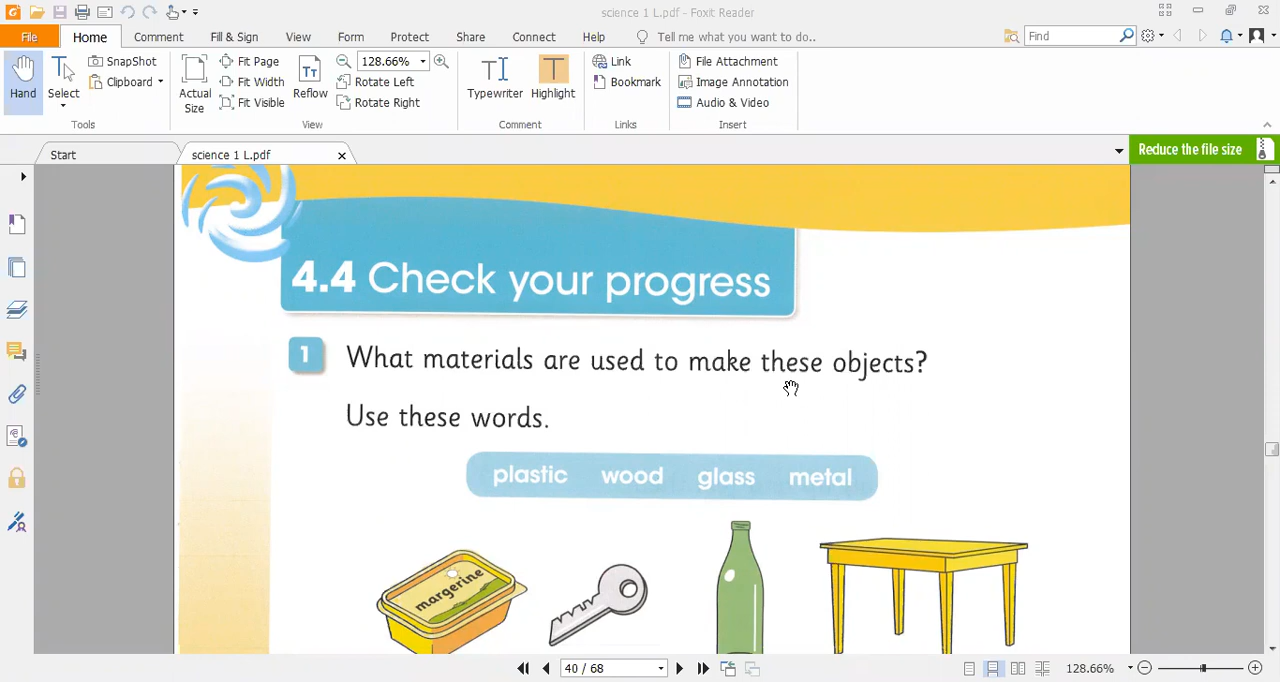 science 1 L.pdf - Foxit Reader
File Home Comment Fill & Sign View Form Protect Share Connect Help Tell me what you want to do.. Find
Hand
Select
SnapShot
Clipboard
Tools
Actual Size
Fit Page
Fit Width
Fit Visible
Reflow
128.66%
Rotate Left
Rotate Right
View
Typewriter
Highlight
Comment
Link
Bookmark
Links
File Attachment
Image Annotation
Audio & Video
Insert
Start
science 1 L.pdf
Reduce the file size
4.4 Check your progress
1 What materials are used to make these objects?
Use these words.
plastic wood glass metal
margerine
40 / 68
128.66%